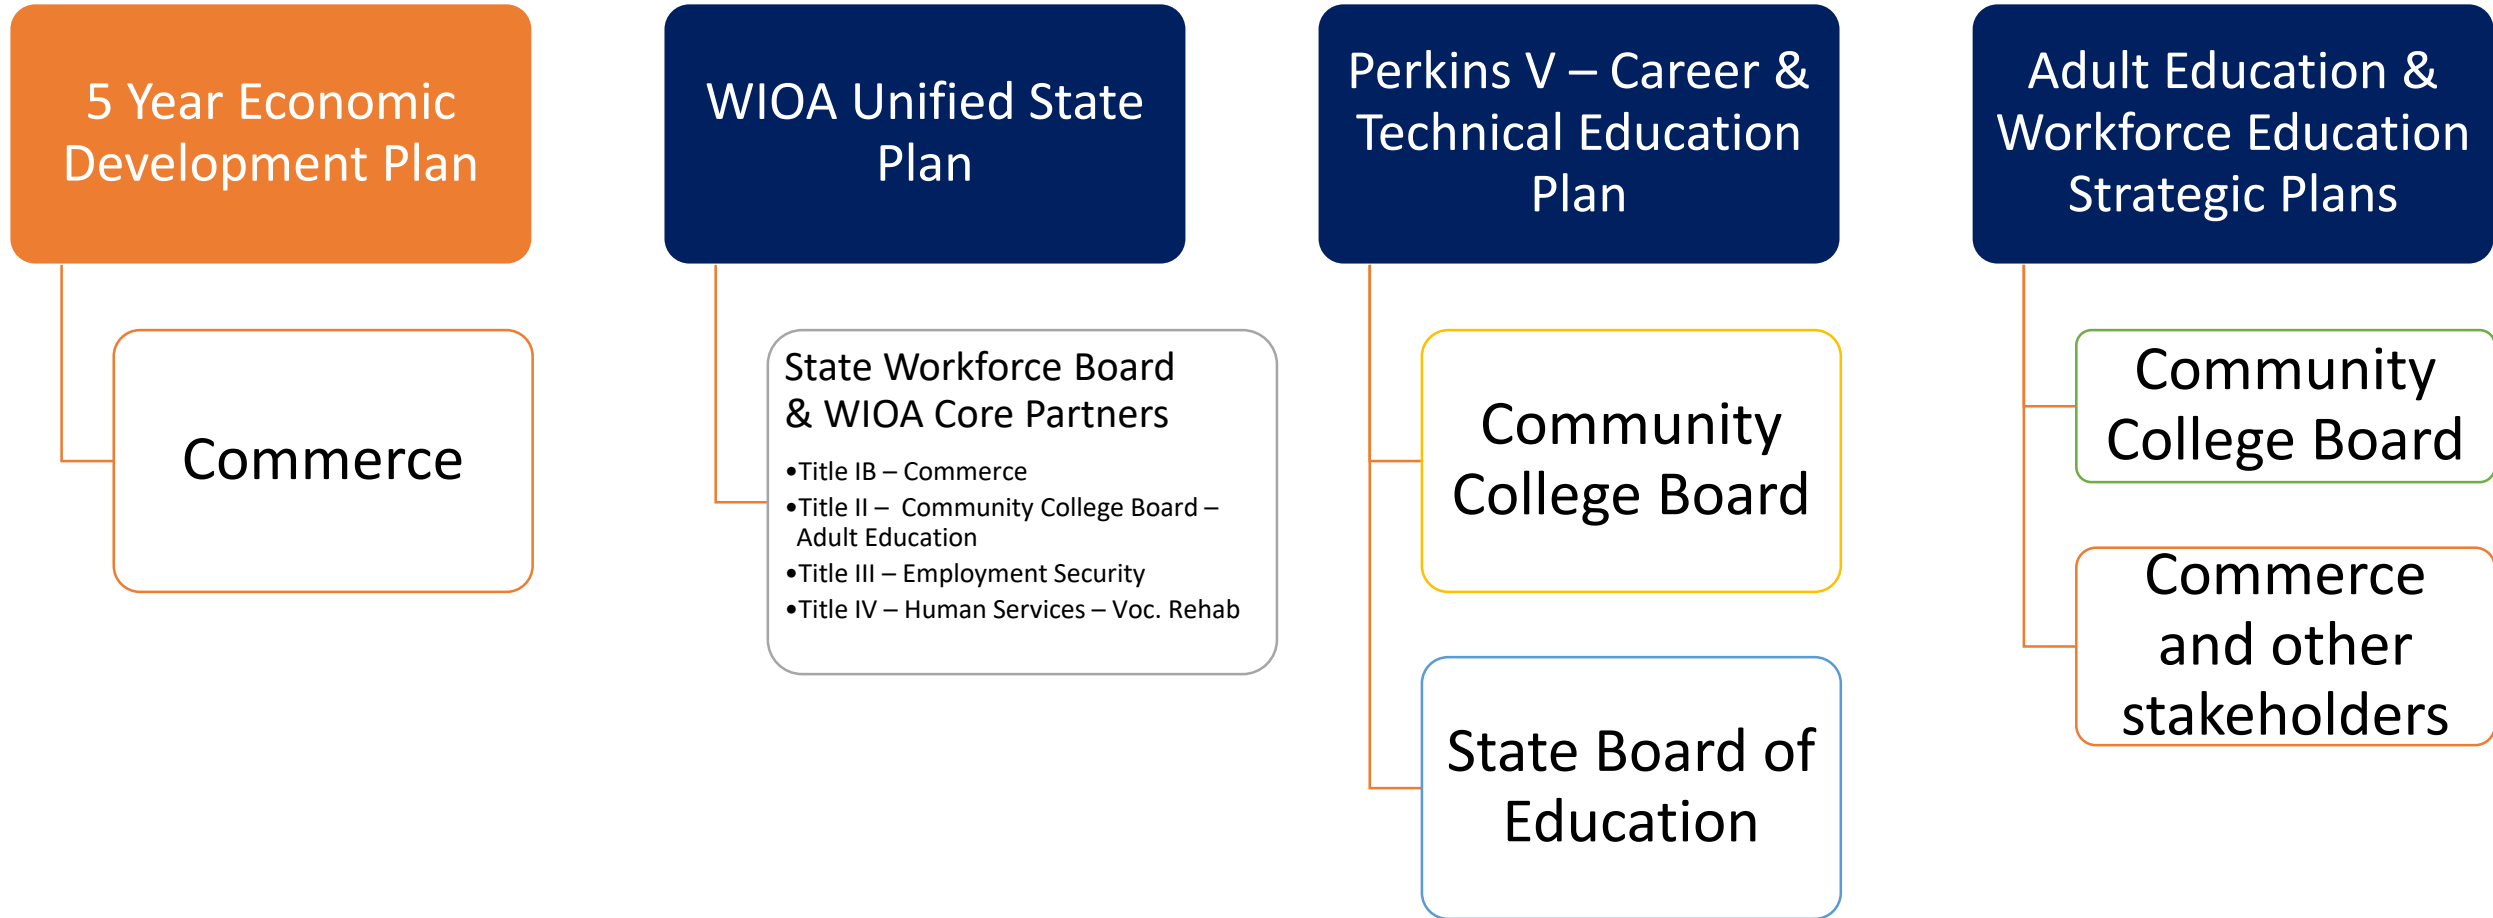 5 Year Economic
Development Plan
Commerce
WIOA Unified State
Plan
State Workforce Board
& WIOA Core Partners
•Title IB – Commerce
•Title II –  Community College Board –
Adult Education
•Title III – Employment Security
•Title IV – Human Services – Voc. Rehab
Perkins V – Career &
Technical Education
Plan
Community
College Board
State Board of
Education
Adult Education &
Workforce Education
Strategic Plans
Community
College Board
Commerce
and other
stakeholders